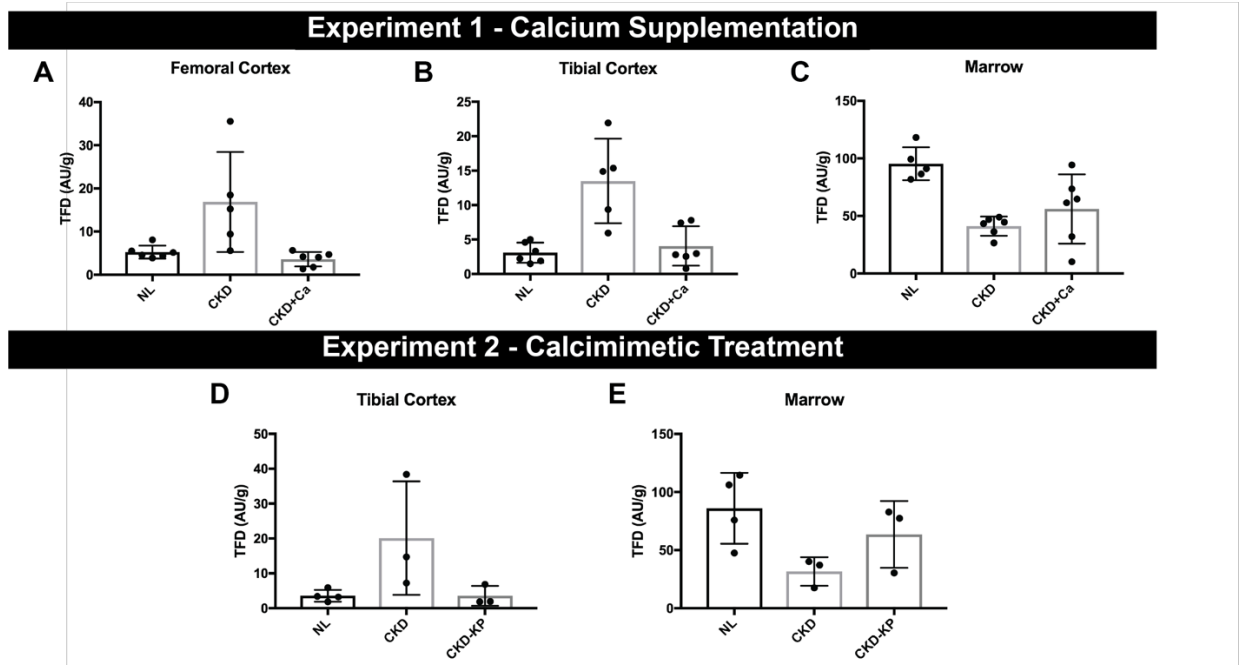 Experiment 1 - Calcium Supplementation
A
Femoral Cortex
TFD (AU/g)
40
30
20
10
0
NL
CKD
CKD+Ca
B
Tibial Cortex
TFD (AU/g)
25
20
15
10
5
0
NL
CKD
CKD+Ca
C
Marrow
TFD (AU/g)
150
100
50
0
NL
CKD
CKD+Ca
Experiment 2 - Calcimimetic Treatment
D
Tibial Cortex
TFD (AU/g)
50
40
30
20
10
0
NL
CKD
CKD-KP
E
Marrow
TFD (AU/g)
150
100
50
0
NL
CKD
CKD-KP